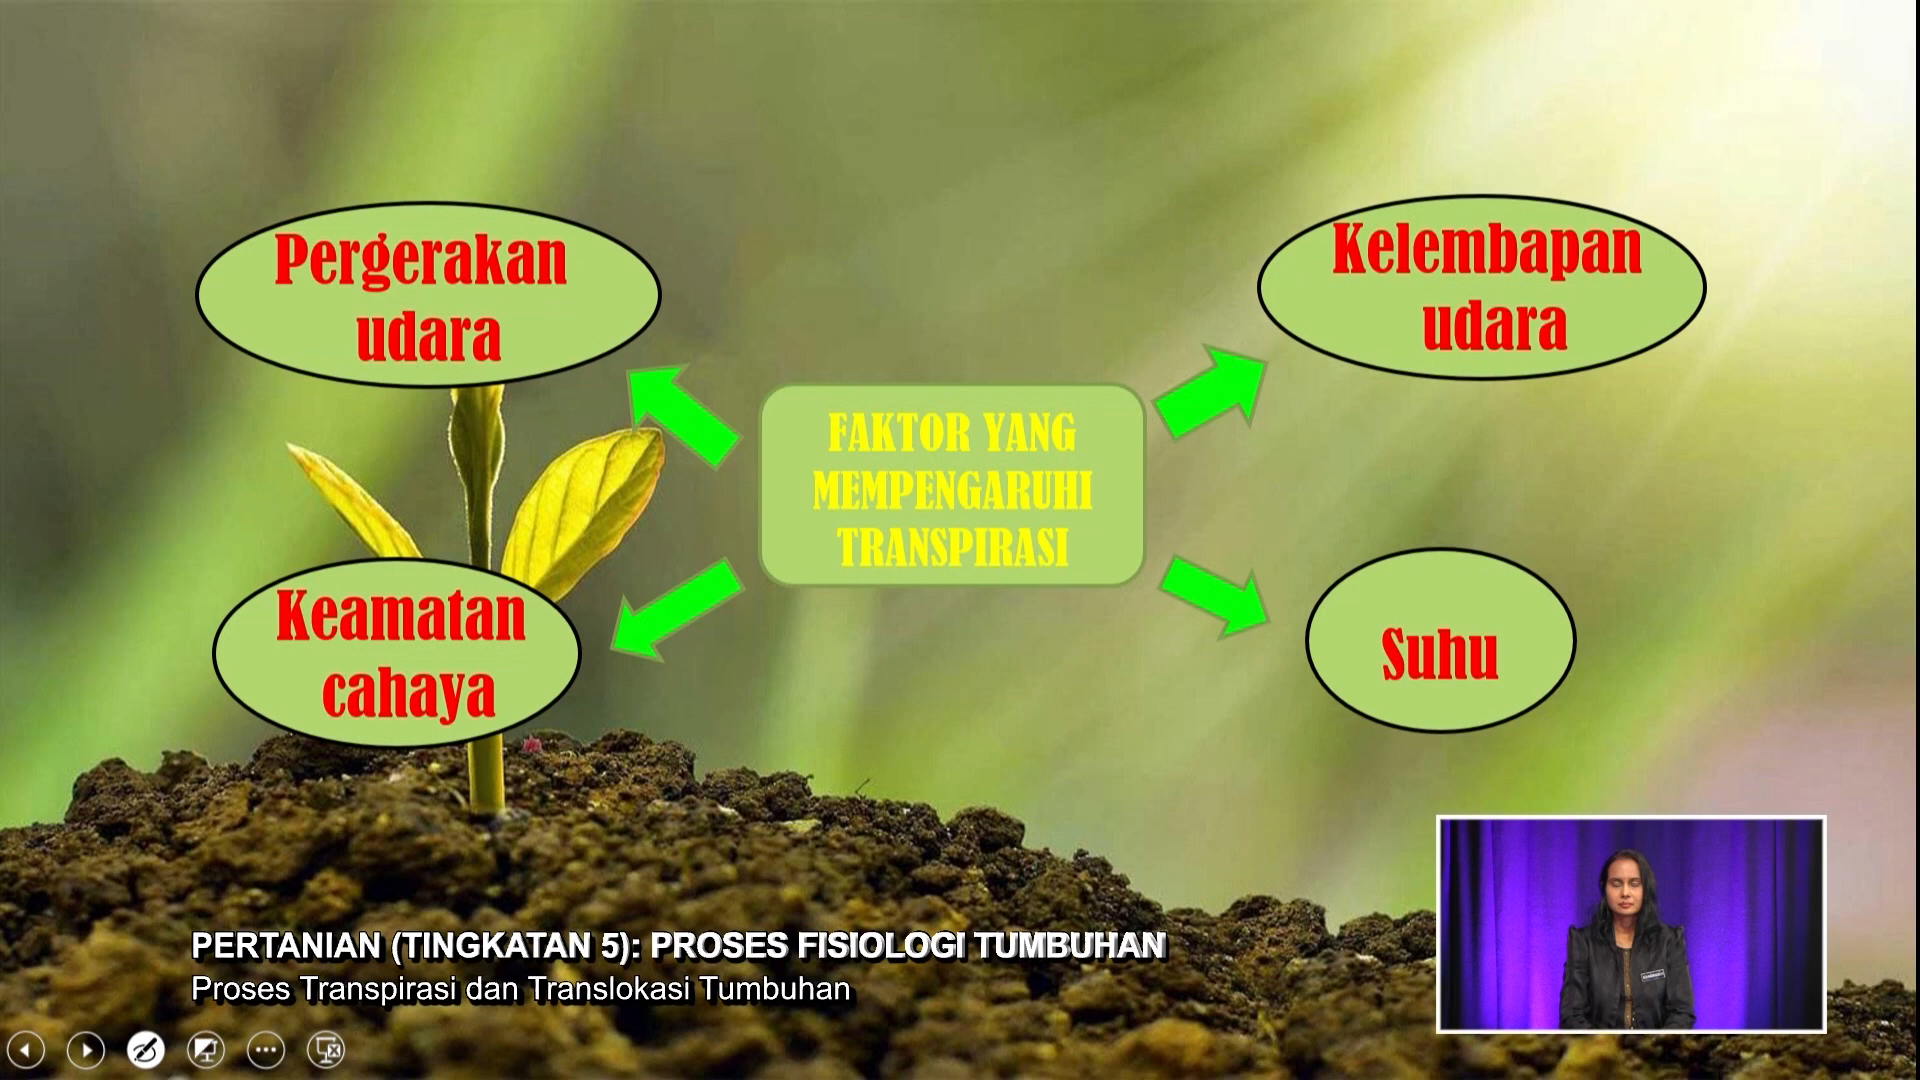 Pergerakan
udara
Kelembapan
udara
FAKTOR YANG
MEMPENGARUHI
TRANSPIRASI
Keamatan
cahaya
Suhu
PERTANIAN (TINGKATAN 5): PROSES FISIOLOGI TUMBUHAN
Proses Transpirasi dan Translokasi Tumbuhan